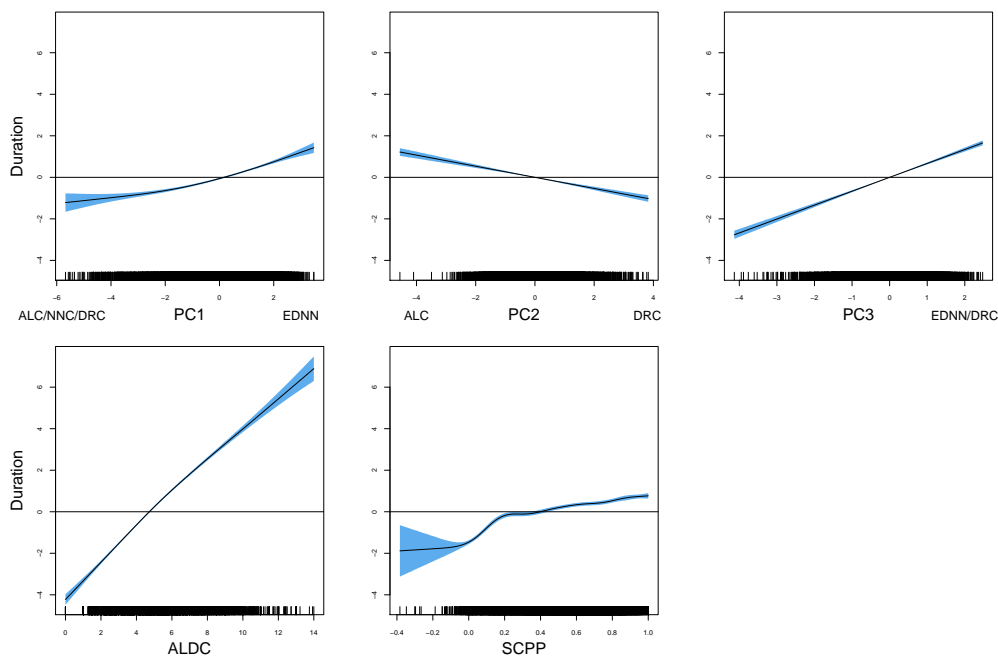 Duration
6
4
2
0
−2
−4
−6 −4 −2 0 2
ALC/NNC/DRC PC1 EDNN
6
4
2
0
−2
−4
−4 −2 0 2 4
ALC PC2 DRC
6
4
2
0
−2
−4
−4 −3 −2 −1 0 1 2
PC3 EDNN/DRC
Duration
6
4
2
0
−2
−4
0 2 4 6 8 10 12 14
ALDC
6
4
2
0
−2
−4
−0.4 −0.2 0.0 0.2 0.4 0.6 0.8 1.0
SCPP